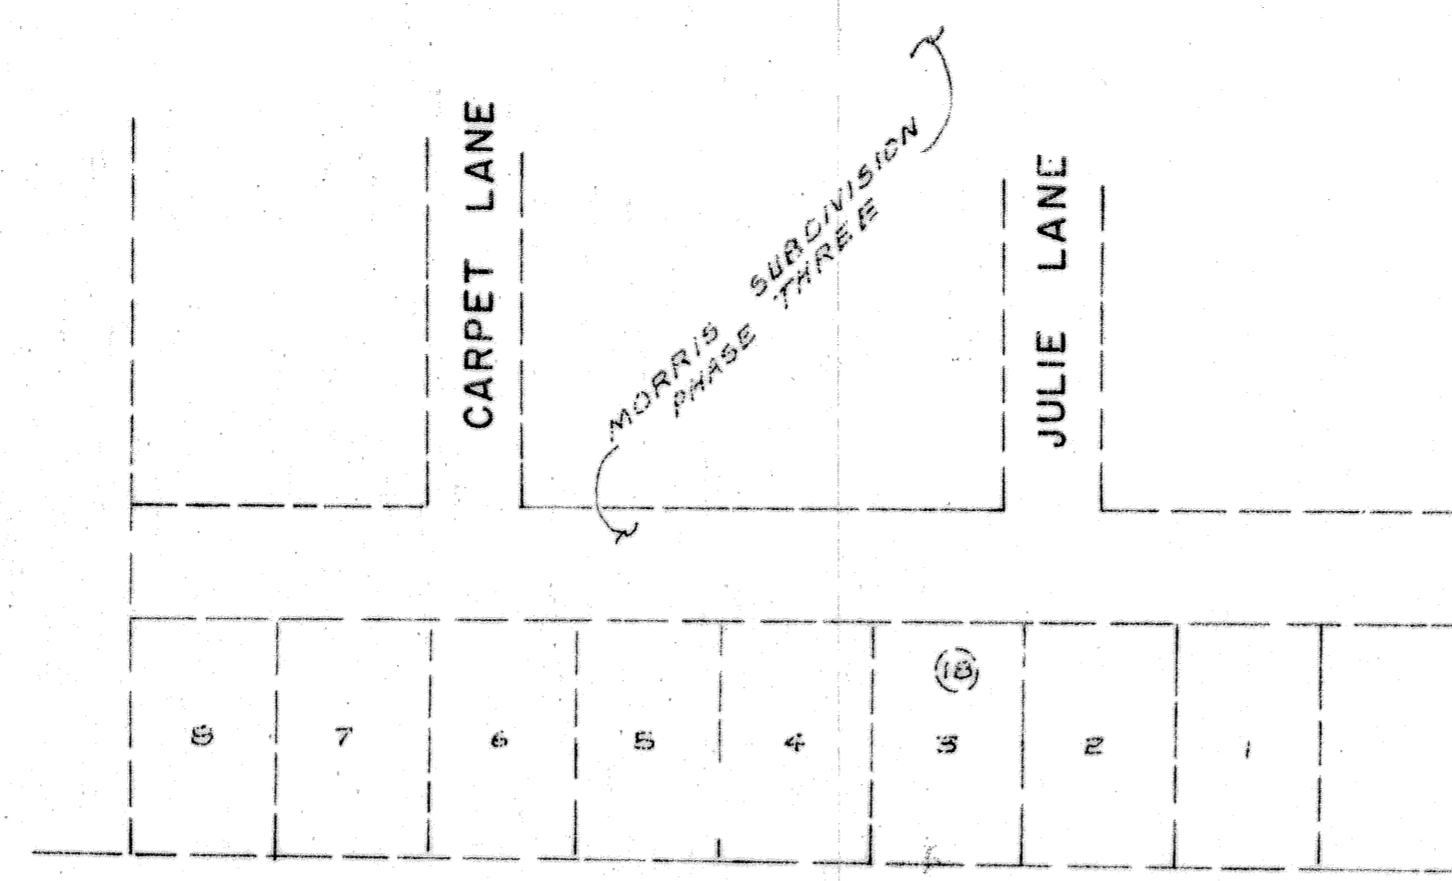 CARPET LANE
MORRIS SUBDIVISION
PHASE THREE
JULIE LANE
18
8 7 6 5 4 3 2 1